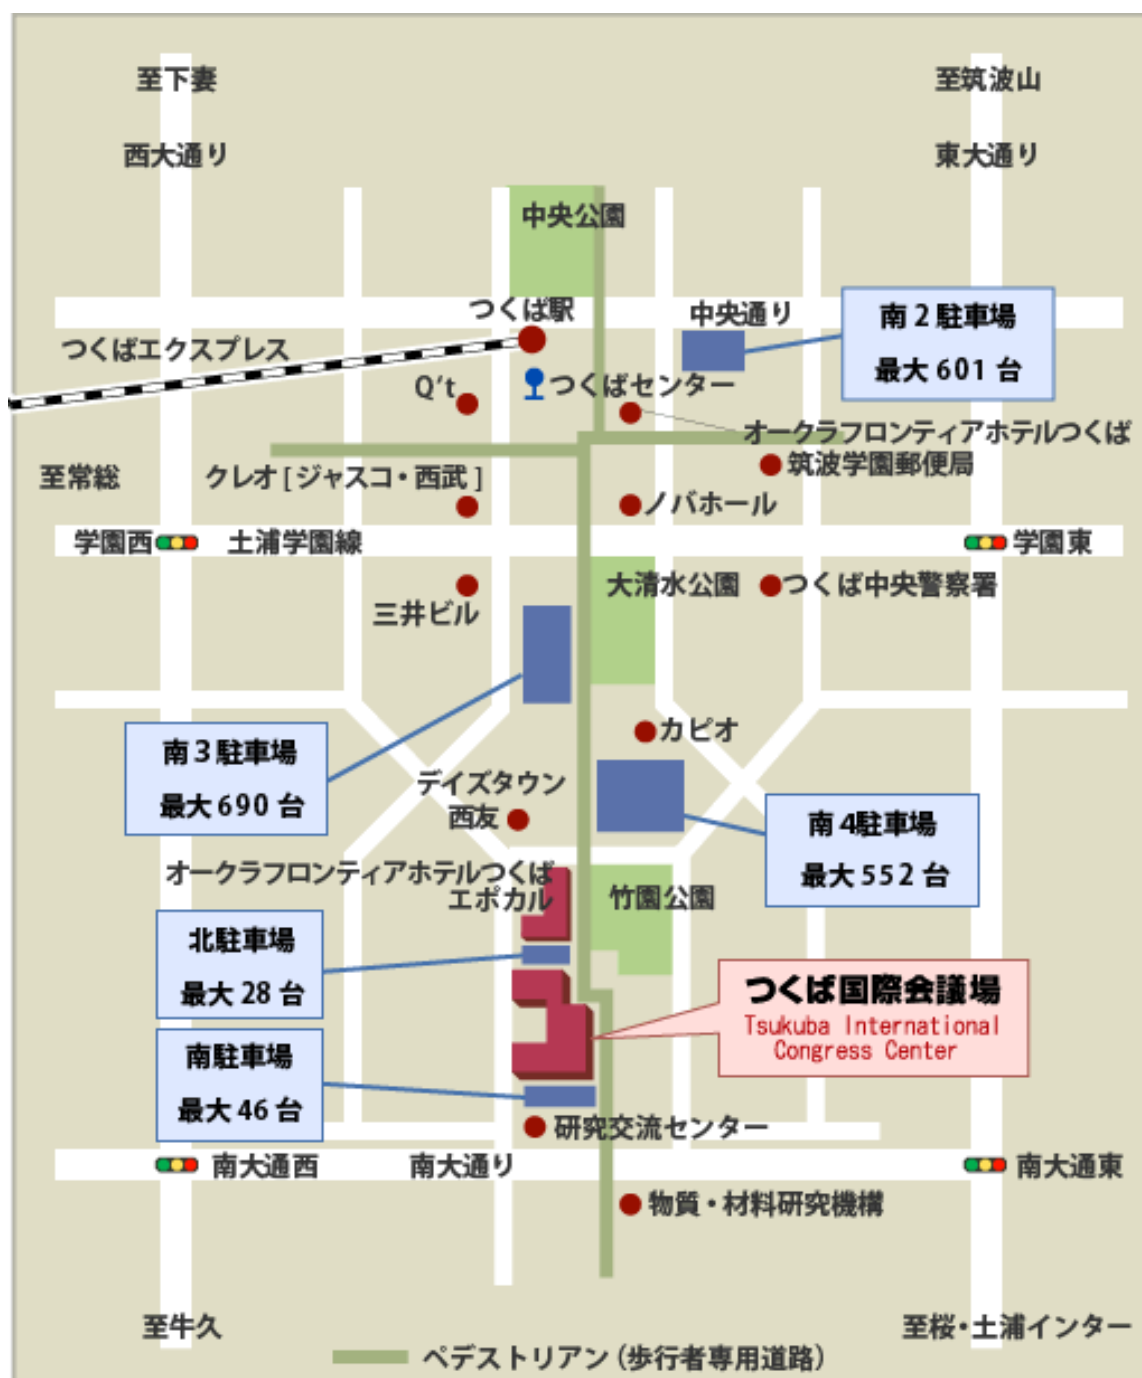 至下妻
至筑波山
西大通り
東大通り
中央公園
つくば駅
中央通り
南2駐車場
最大601台
つくばエクスプレス
Q't
つくばセンター
オークラフロンティアホテルつくば
筑波学園郵便局
至常総
クレオ[ジャスコ・西武]
ノバホール
学園西
土浦学園線
学園東
大清水公園
つくば中央警察署
三井ビル
カピオ
南3駐車場
最大690台
デイズタウン
西友
南4駐車場
最大552台
オークラフロンティアホテルつくば
エポカル
竹園公園
北駐車場
最大28台
つくば国際会議場
Tsukuba International
Congress Center
南駐車場
最大46台
研究交流センター
南大通西
南大通り
南大通東
物質・材料研究機構
至牛久
至桜・土浦インター
ペデストリアン(歩行者専用道路)